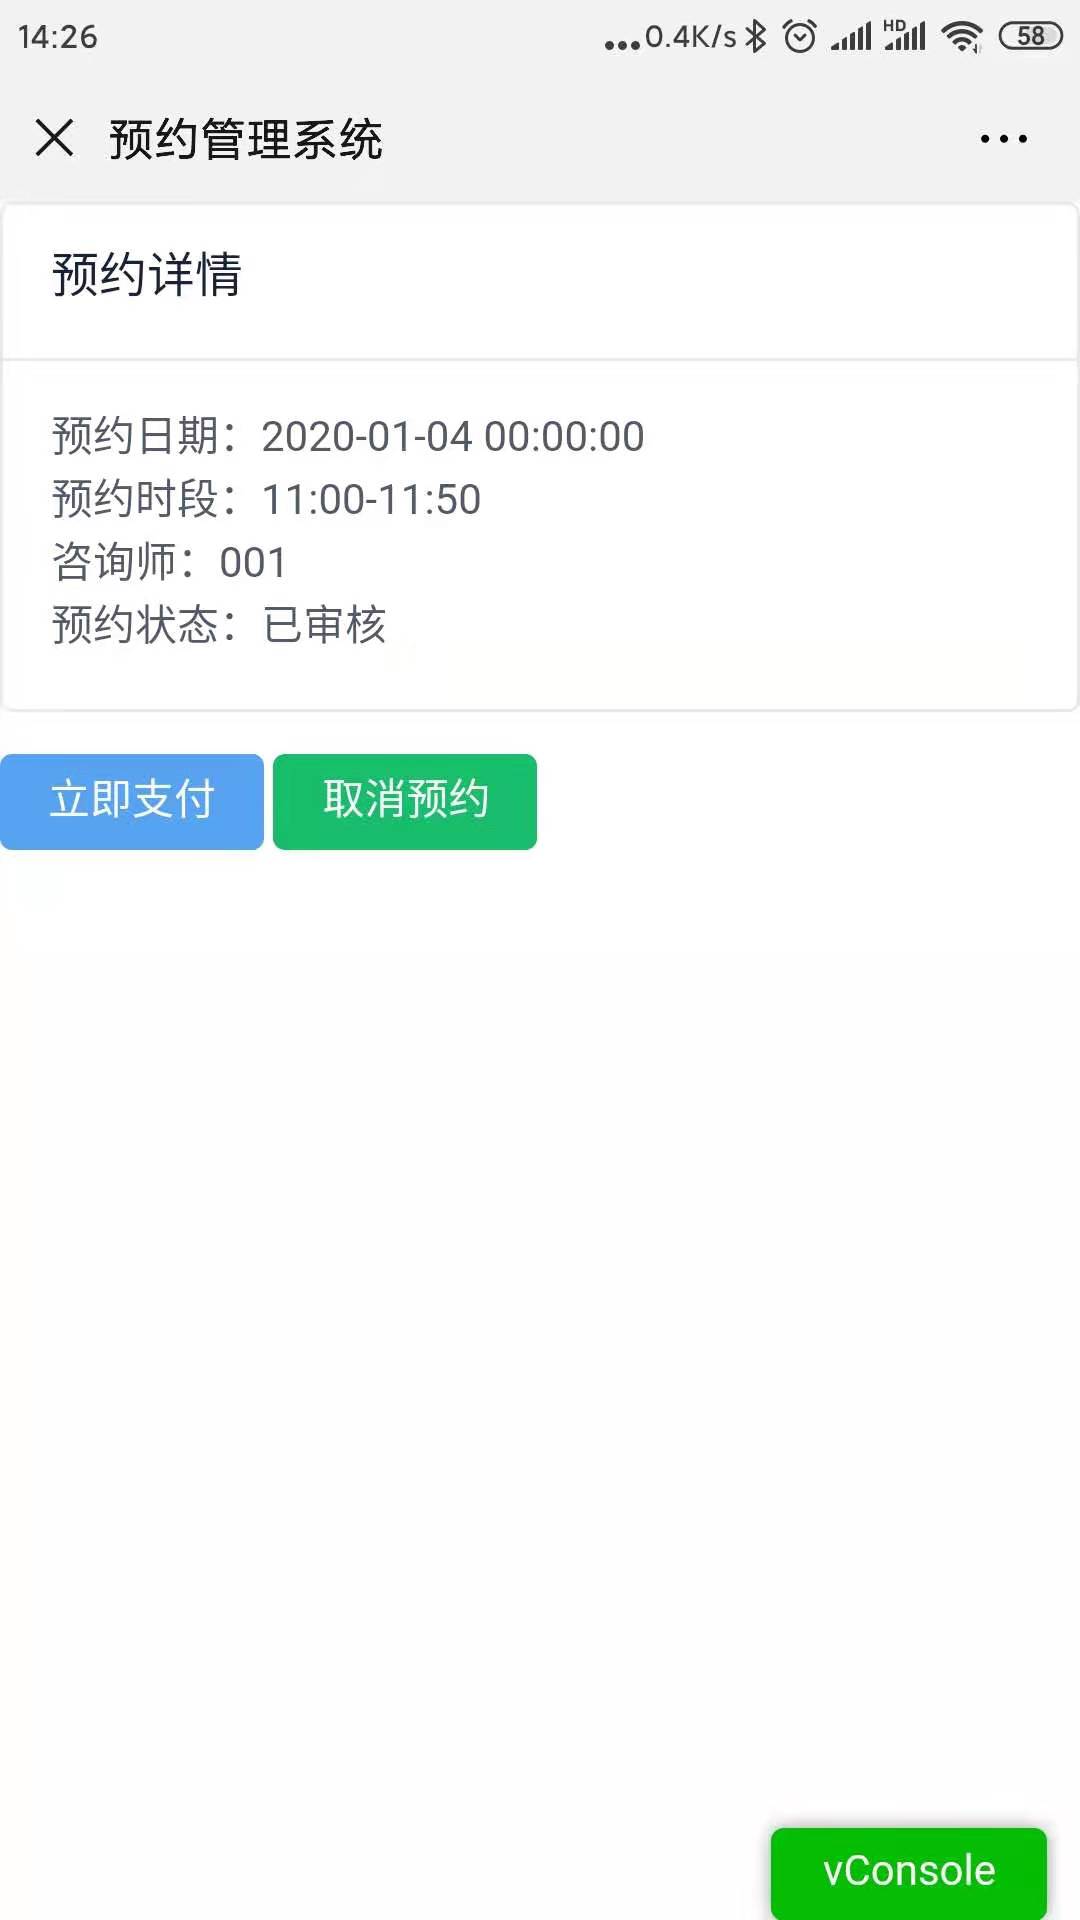 14:26
...0.4K/s HD 58
预约管理系统
预约详情
预约日期：2020-01-04 00:00:00
预约时段：11:00-11:50
咨询师：001
预约状态：已审核
立即支付 取消预约
vConsole